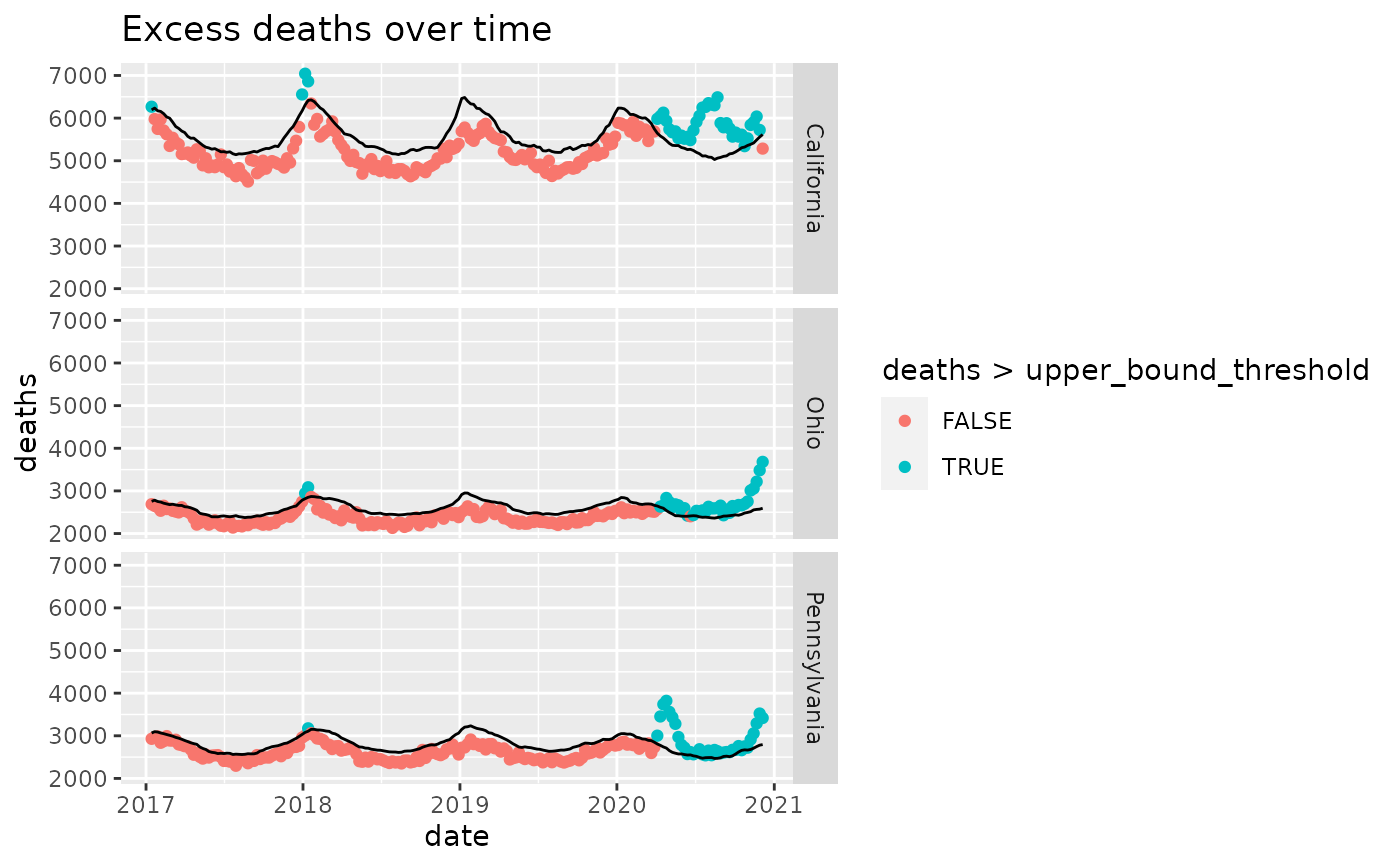 Excess deaths over time
7000
6000
5000
4000
3000
2000
California
7000
6000
5000
4000
3000
2000
Ohio
7000
6000
5000
4000
3000
2000
Pennsylvania
deaths
2017 2018 2019 2020 2021
date
deaths > upper_bound_threshold
FALSE
TRUE